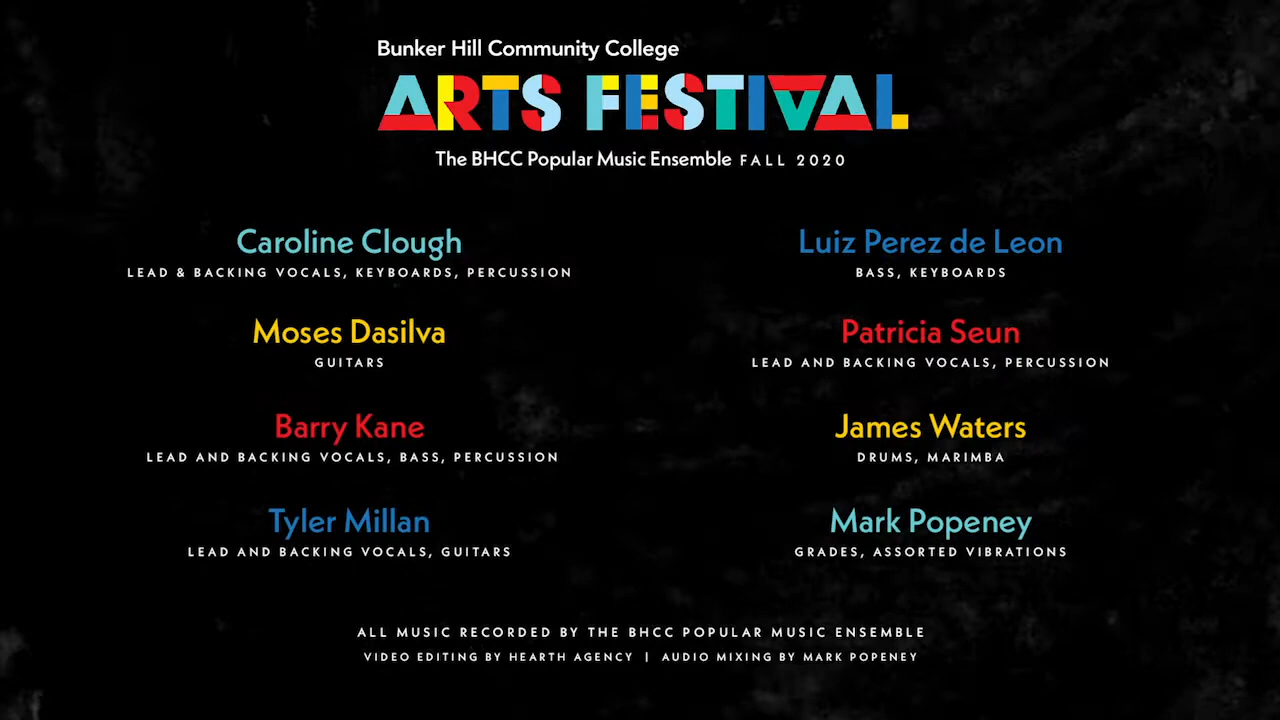 Bunker Hill Community College
ARTS FESTIVAL
The BHCC Popular Music Ensemble FALL 2020
Caroline Clough
LEAD & BACKING VOCALS, KEYBOARDS, PERCUSSION
Moses Dasilva
GUITARS
Barry Kane
LEAD AND BACKING VOCALS, BASS, PERCUSSION
Tyler Millan
LEAD AND BACKING VOCALS, GUITARS
Luiz Perez de Leon
BASS, KEYBOARDS
Patricia Seun
LEAD AND BACKING VOCALS, PERCUSSION
James Waters
DRUMS, MARIMBA
Mark Popeney
GRADES, ASSORTED VIBRATIONS
ALL MUSIC RECORDED BY THE BHCC POPULAR MUSIC ENSEMBLE
VIDEO EDITING BY HEARTH AGENCY | AUDIO MIXING BY MARK POPENEY